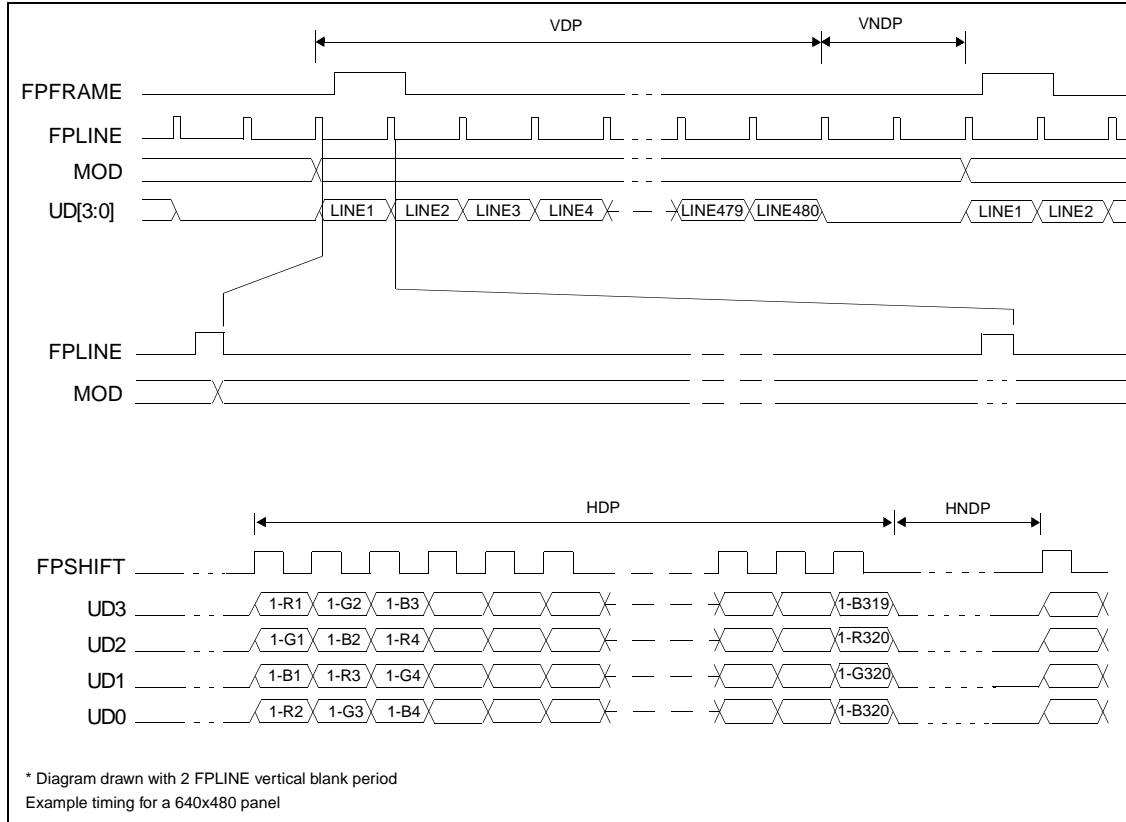 VDP VNDP
FPFRAME
FPLINE
MOD
UD[3:0] LINE1 LINE2 LINE3 LINE4 LINE479 LINE480 LINE1 LINE2
FPLINE
MOD
HDP HNDP
FPSHIFT
UD3 1-R1 1-G2 1-B3 1-B319
UD2 1-G1 1-B2 1-R4 1-R320
UD1 1-B1 1-R3 1-G4 1-G320
UD0 1-R2 1-G3 1-B4 1-B320
* Diagram drawn with 2 FPLINE vertical blank period
Example timing for a 640x480 panel